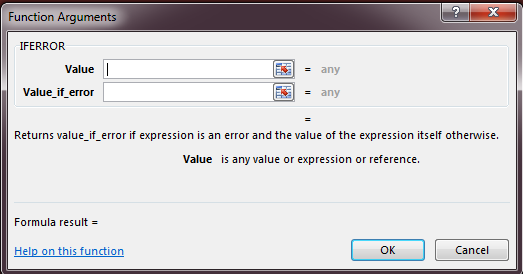 Function Arguments
IFERROR
Value = any
Value_if_error = any
=
Returns value_if_error if expression is an error and the value of the expression itself otherwise.
Value is any value or expression or reference.
Formula result =
Help on this function
OK Cancel